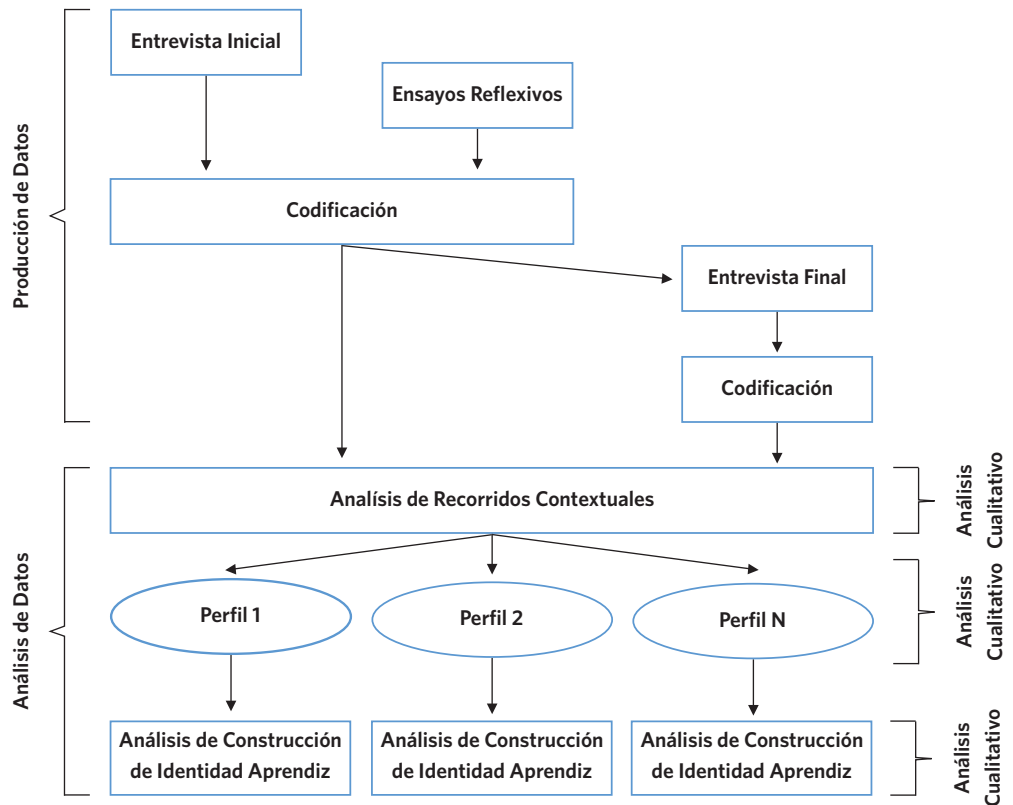 Entrevista Inicial
Ensayos Reflexivos
Producción de Datos
Codificación
Entrevista Final
Codificación
Analísis de Recorridos Contextuales
Análisis
Cualitativo
Análisis de Datos
Perfil 1
Perfil 2
Perfil N
Análisis
Cualitativo
Análisis de Construcción
de Identidad Aprendiz
Análisis de Construcción
de Identidad Aprendiz
Análisis de Construcción
de Identidad Aprendiz
Análisis
Cualitativo